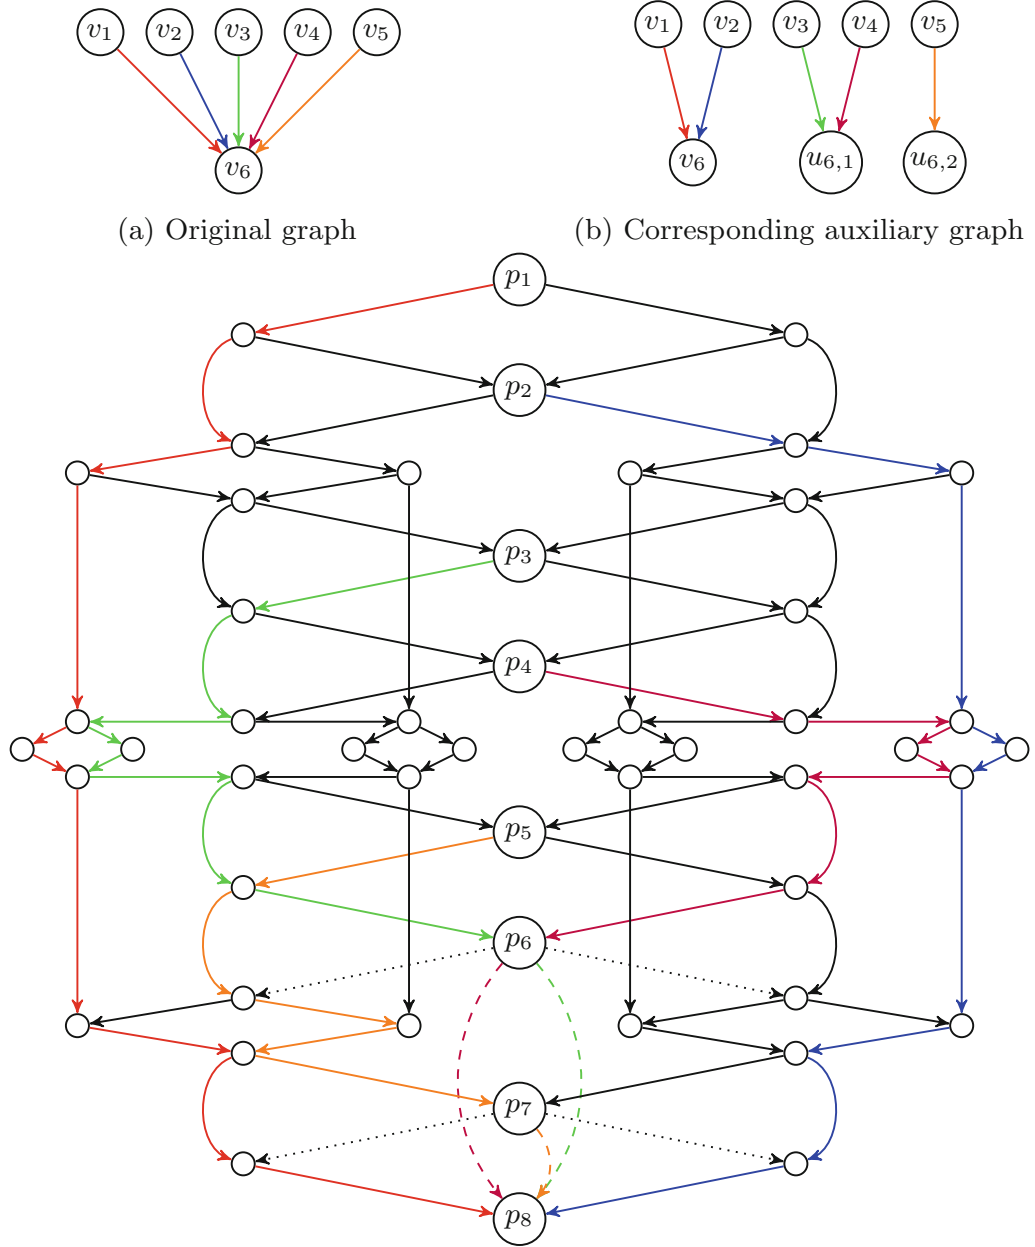 v1 v2 v3 v4 v5 v1 v2 v3 v4 v5
v6 v6 u6,1 u6,2
(a) Original graph (b) Corresponding auxiliary graph
p1
p2
p3
p4
p5
p6
p7
p8